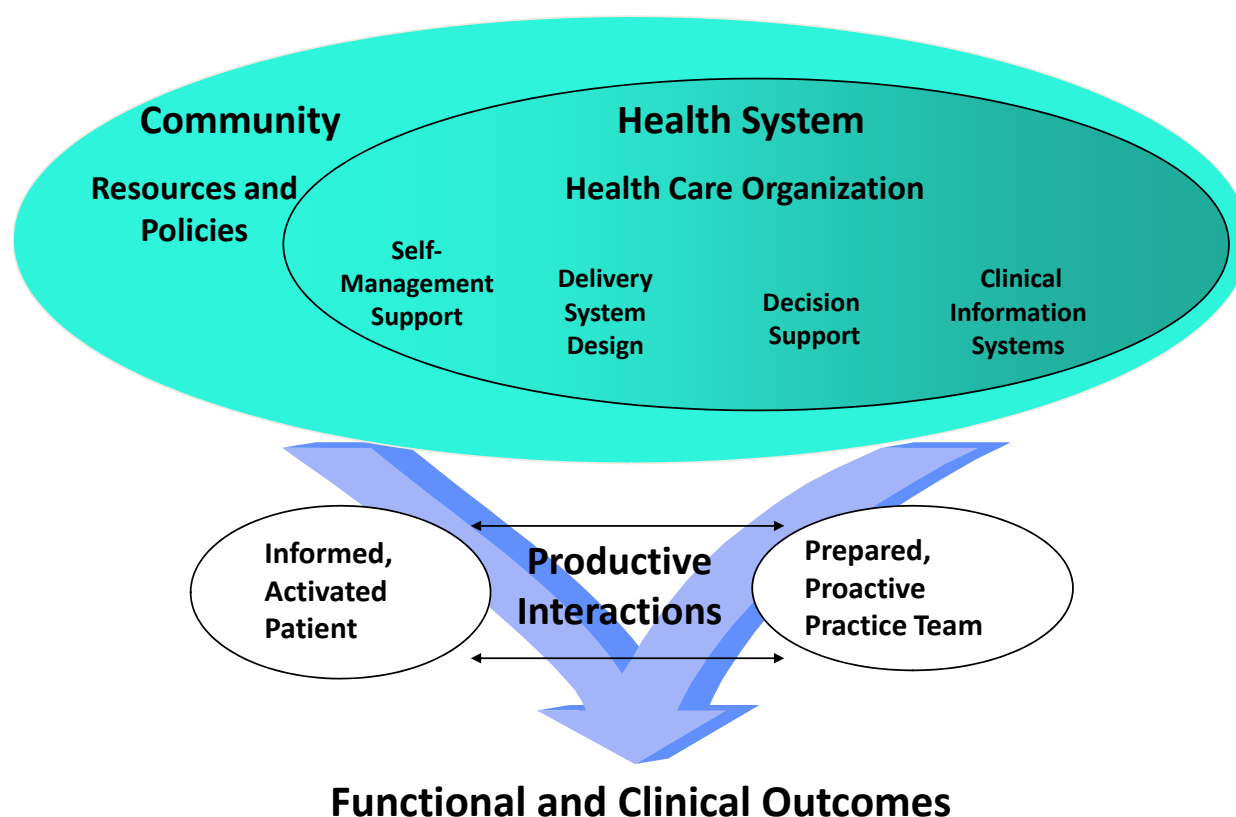 Community
Health System
Resources and
Policies
Health Care Organization
Self-
Management
Support
Delivery
System
Design
Decision
Support
Clinical
Information
Systems
Informed,
Activated
Patient
Productive
Interactions
Prepared,
Proactive
Practice Team
Functional and Clinical Outcomes